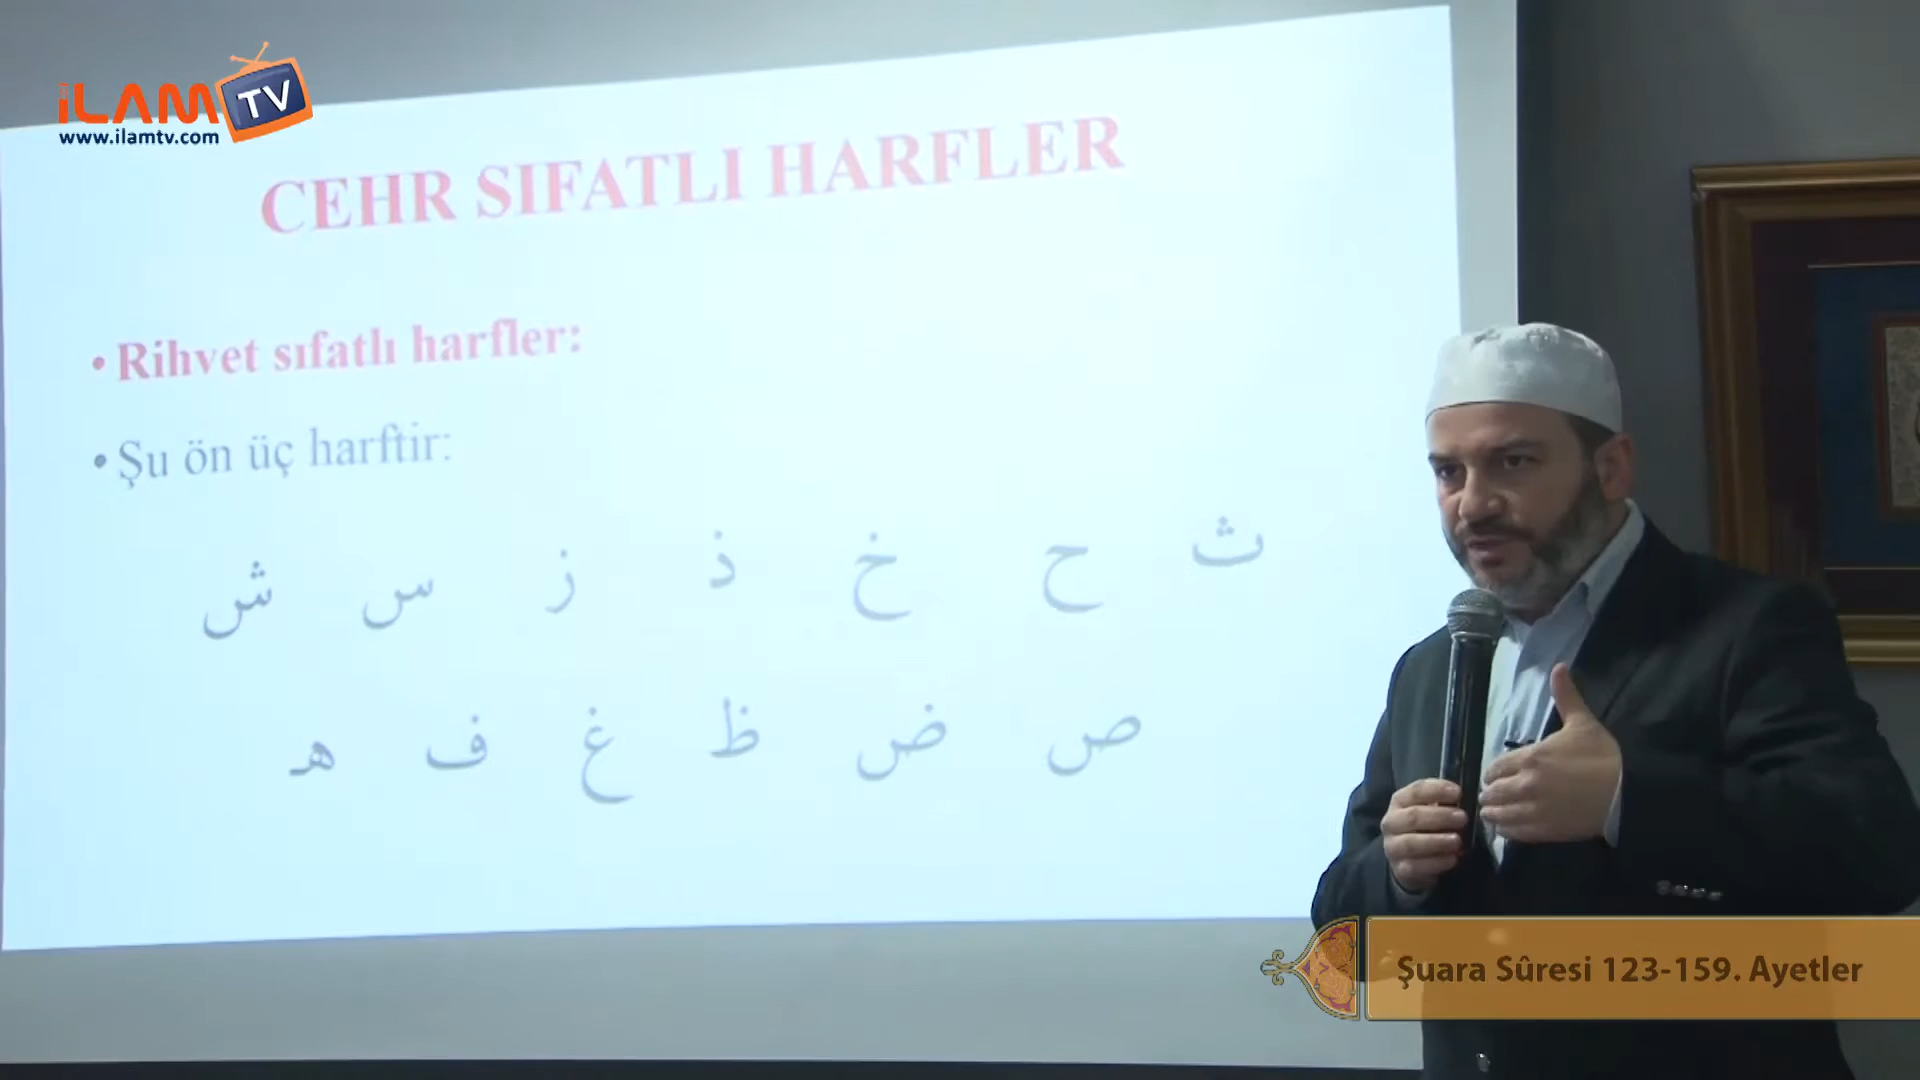 iLAM TV
www.ilamtv.com
CEHR SIFATLI HARFLER
• Rihvet sıfatlı harfler:
• Şu ön üç harftir:
ث ح خ ذ ز س ش
ص ض ظ غ ف هـ
Şuara Sûresi 123-159. Ayetler